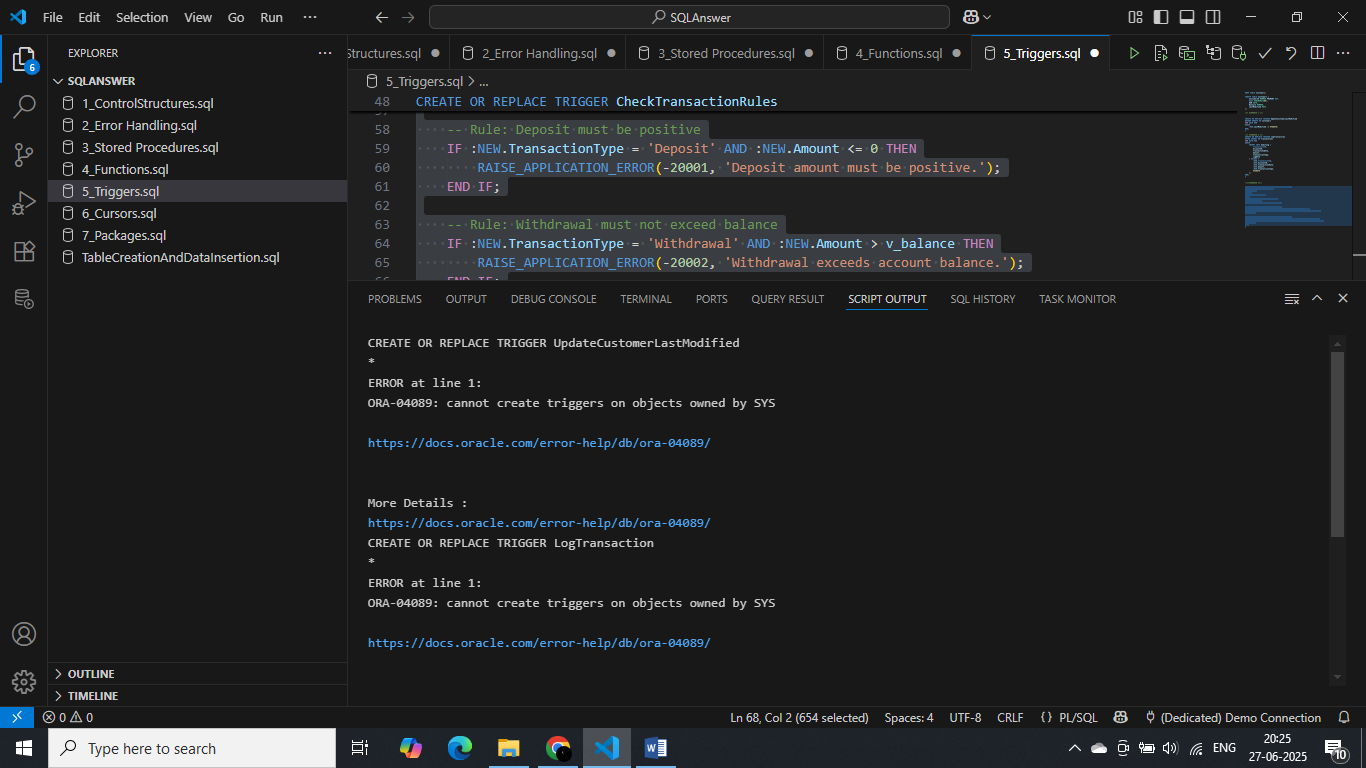 File Edit Selection View Go Run ···
SQLAnswer
EXPLORER ···
SQLANSWER
1_ControlStructures.sql
2_Error Handling.sql
3_Stored Procedures.sql
4_Functions.sql
5_Triggers.sql
6_Cursors.sql
7_Packages.sql
TableCreationAndDataInsertion.sql
OUTLINE
TIMELINE
6
Structures.sql 2_Error Handling.sql 3_Stored Procedures.sql 4_Functions.sql 5_Triggers.sql
5_Triggers.sql > ...
48 CREATE OR REPLACE TRIGGER CheckTransactionRules
58 -- Rule: Deposit must be positive
59 IF :NEW.TransactionType = 'Deposit' AND :NEW.Amount <= 0 THEN
60 RAISE_APPLICATION_ERROR(-20001, 'Deposit amount must be positive.');
61 END IF;
62
63 -- Rule: Withdrawal must not exceed balance
64 IF :NEW.TransactionType = 'Withdrawal' AND :NEW.Amount > v_balance THEN
65 RAISE_APPLICATION_ERROR(-20002, 'Withdrawal exceeds account balance.');
66 END IF;
PROBLEMS OUTPUT DEBUG CONSOLE TERMINAL PORTS QUERY RESULT SCRIPT OUTPUT SQL HISTORY TASK MONITOR
CREATE OR REPLACE TRIGGER UpdateCustomerLastModified
*
ERROR at line 1:
ORA-04089: cannot create triggers on objects owned by SYS
https://docs.oracle.com/error-help/db/ora-04089/
More Details :
https://docs.oracle.com/error-help/db/ora-04089/
CREATE OR REPLACE TRIGGER LogTransaction
*
ERROR at line 1:
ORA-04089: cannot create triggers on objects owned by SYS
https://docs.oracle.com/error-help/db/ora-04089/
0 0 Ln 68, Col 2 (654 selected) Spaces: 4 UTF-8 CRLF {} PL/SQL (Dedicated) Demo Connection
Type here to search
ENG
20:25
27-06-2025
10